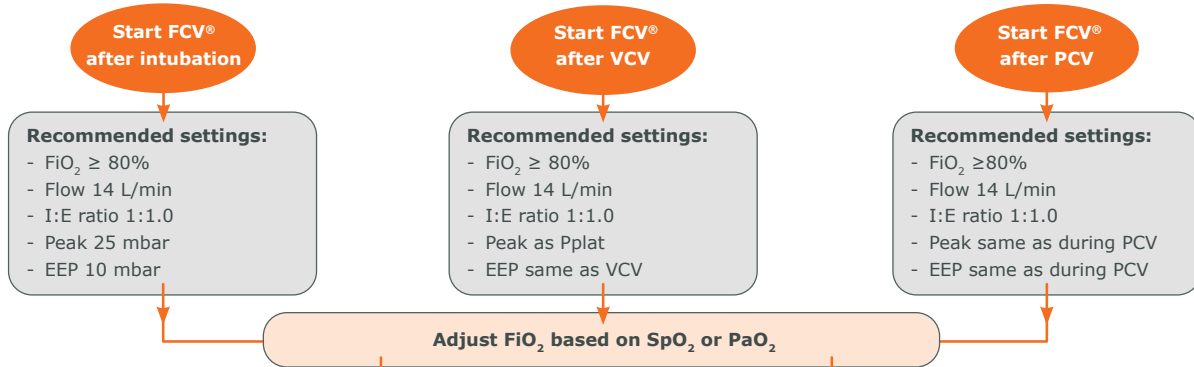 Start FCV®
after intubation
Recommended settings:
- FiO₂ ≥ 80%
- Flow 14 L/min
- I:E ratio 1:1.0
- Peak 25 mbar
- EEP 10 mbar
Start FCV®
after VCV
Recommended settings:
- FiO₂ ≥ 80%
- Flow 14 L/min
- I:E ratio 1:1.0
- Peak as Pplat
- EEP same as VCV
Start FCV®
after PCV
Recommended settings:
- FiO₂ ≥80%
- Flow 14 L/min
- I:E ratio 1:1.0
- Peak same as during PCV
- EEP same as during PCV
Adjust FiO₂ based on SpO₂ or PaO₂